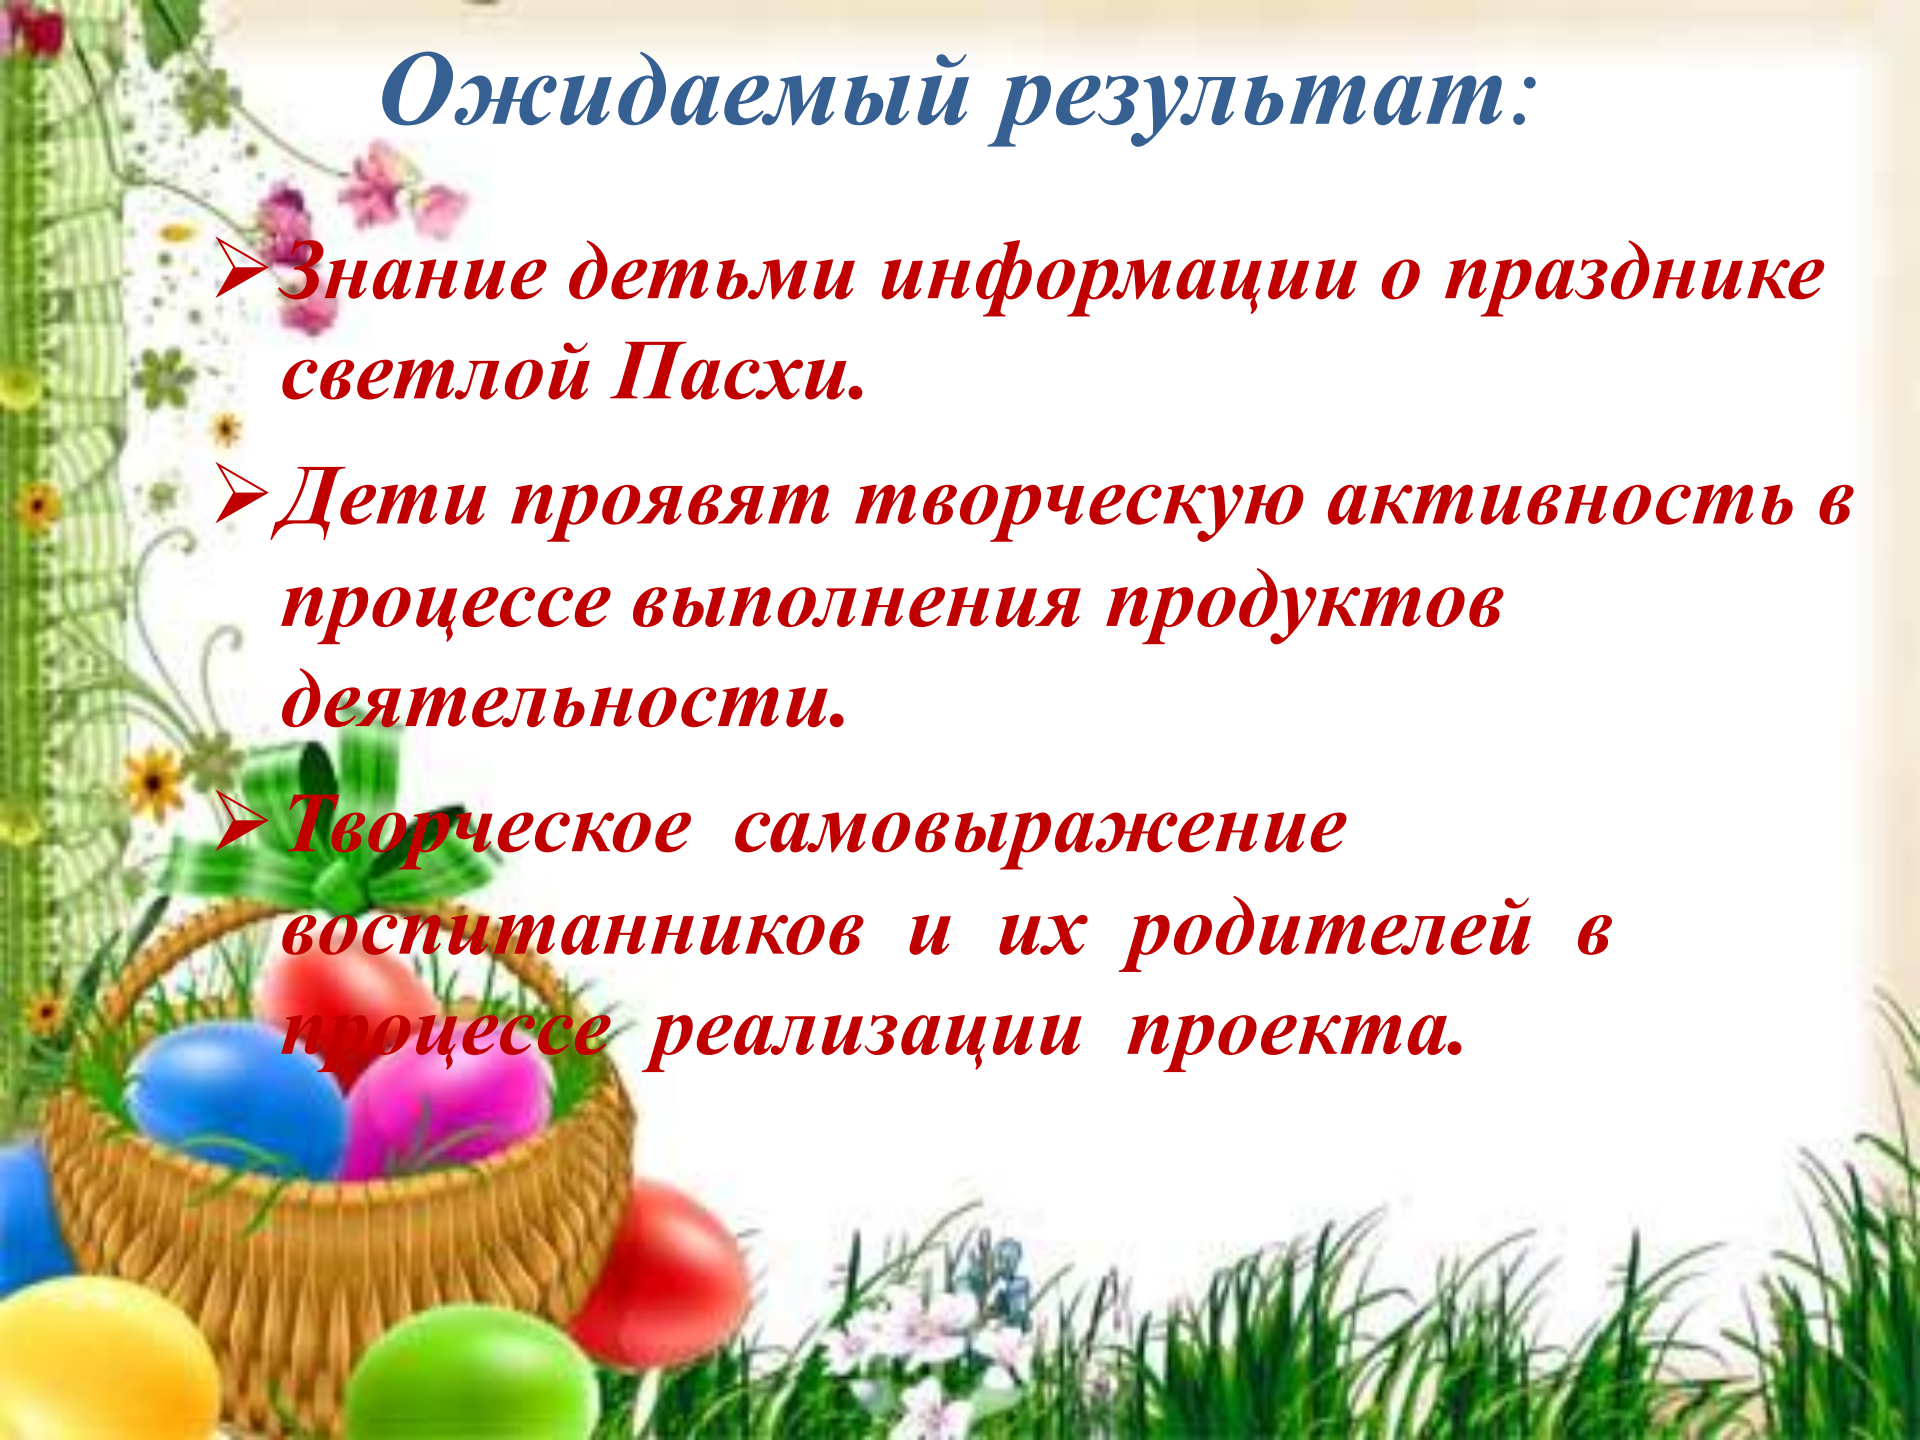 Ожидаемый результат:
Знание детьми информации о празднике
светлой Пасхи.
Дети проявят творческую активность в
процессе выполнения продуктов
деятельности.
Творческое самовыражение
воспитанников и их родителей в
процессе реализации проекта.